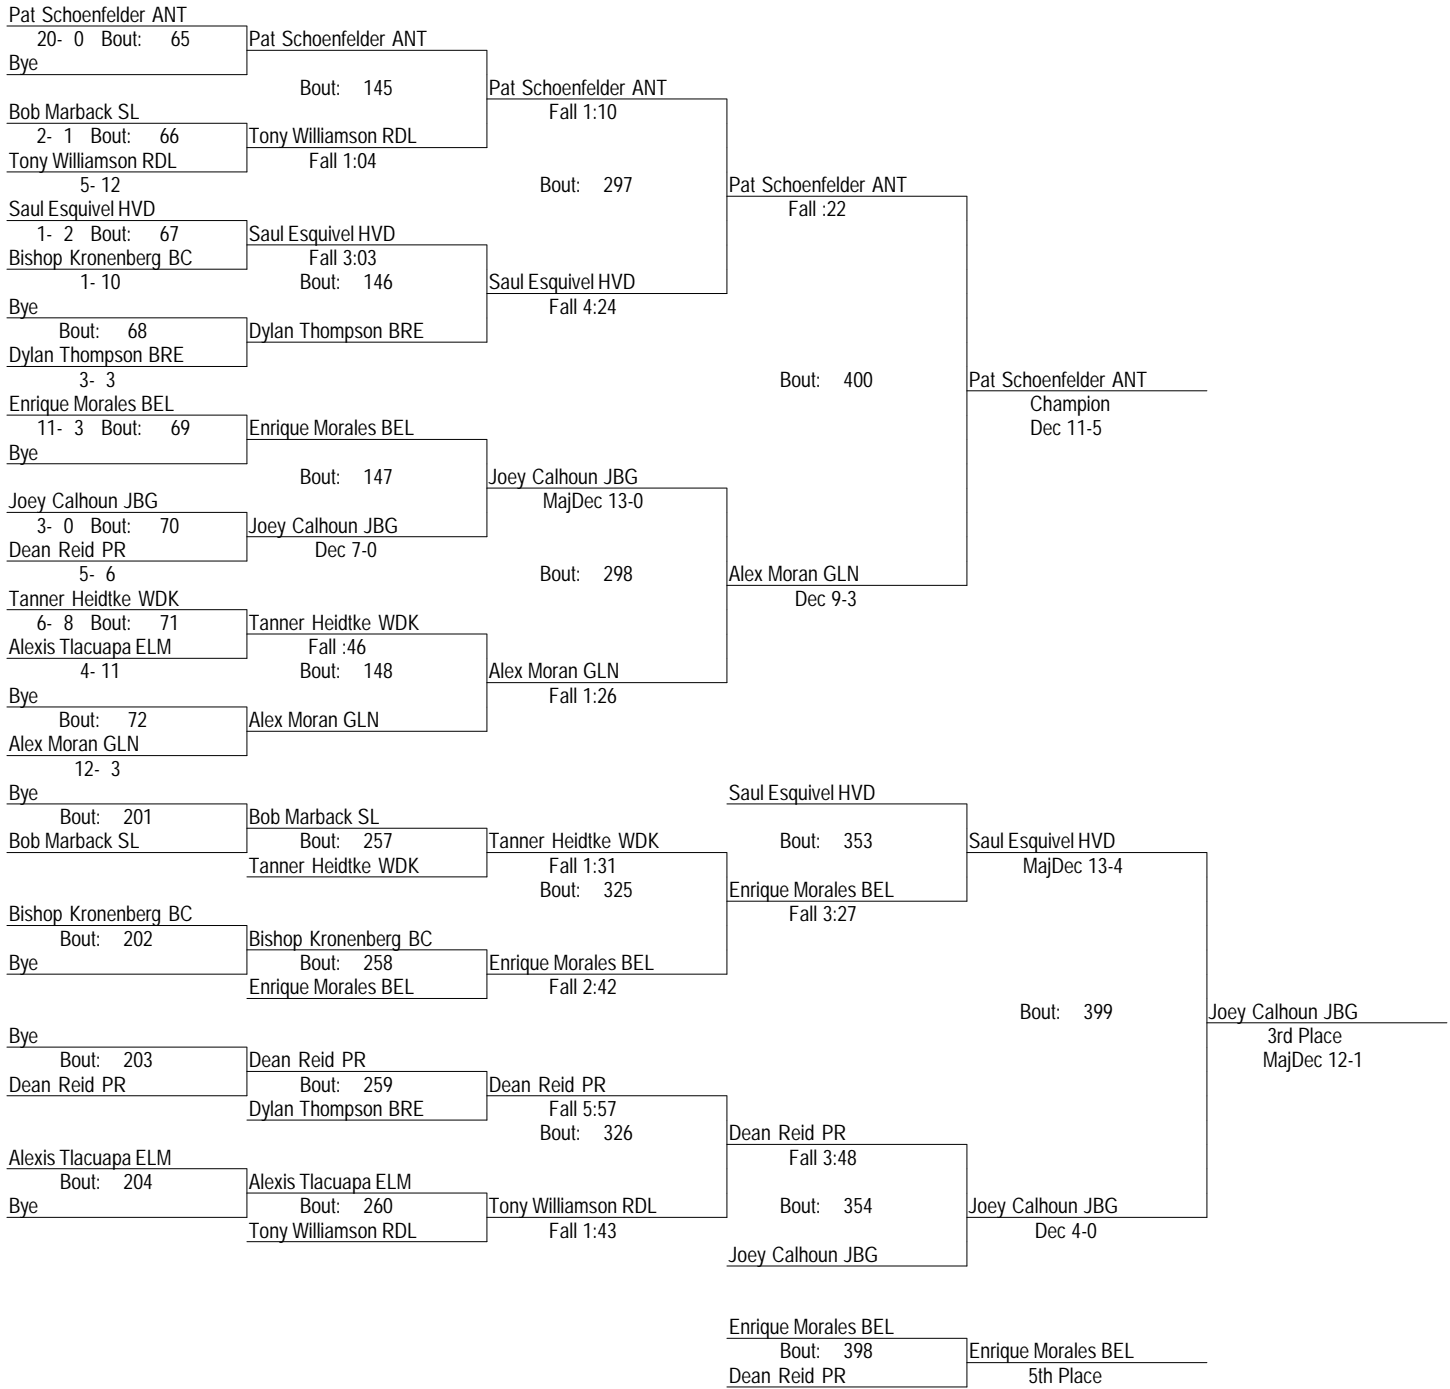 Pat Schoenfelder ANT
20- 0 Bout: 65
Bye
Pat Schoenfelder ANT
Bout: 145
Pat Schoenfelder ANT
Fall 1:10
Bob Marback SL
2- 1 Bout: 66
Tony Williamson RDL
5- 12
Tony Williamson RDL
Fall 1:04
Bout: 297
Pat Schoenfelder ANT
Fall :22
Saul Esquivel HVD
1- 2 Bout: 67
Bishop Kronenberg BC
1- 10
Saul Esquivel HVD
Fall 3:03
Bout: 146
Saul Esquivel HVD
Fall 4:24
Bye
Bout: 68
Dylan Thompson BRE
3- 3
Dylan Thompson BRE
Bout: 400
Pat Schoenfelder ANT
Champion
Dec 11-5
Enrique Morales BEL
11- 3 Bout: 69
Bye
Enrique Morales BEL
Bout: 147
Joey Calhoun JBG
MajDec 13-0
Joey Calhoun JBG
3- 0 Bout: 70
Dean Reid PR
5- 6
Joey Calhoun JBG
Dec 7-0
Bout: 298
Alex Moran GLN
Dec 9-3
Tanner Heidtke WDK
6- 8 Bout: 71
Alexis Tlacuapa ELM
4- 11
Tanner Heidtke WDK
Fall :46
Bout: 148
Alex Moran GLN
Fall 1:26
Bye
Bout: 72
Alex Moran GLN
12- 3
Alex Moran GLN
Bye
Bout: 201
Bob Marback SL
Bob Marback SL
Bout: 257
Tanner Heidtke WDK
Tanner Heidtke WDK
Fall 1:31
Bout: 325
Saul Esquivel HVD
Bout: 353
Enrique Morales BEL
Fall 3:27
Saul Esquivel HVD
MajDec 13-4
Bishop Kronenberg BC
Bout: 202
Bye
Bishop Kronenberg BC
Bout: 258
Enrique Morales BEL
Enrique Morales BEL
Fall 2:42
Bout: 399
Joey Calhoun JBG
3rd Place
MajDec 12-1
Bye
Bout: 203
Dean Reid PR
Dean Reid PR
Bout: 259
Dylan Thompson BRE
Dean Reid PR
Fall 5:57
Bout: 326
Dean Reid PR
Fall 3:48
Alexis Tlacuapa ELM
Bout: 204
Bye
Alexis Tlacuapa ELM
Bout: 260
Tony Williamson RDL
Tony Williamson RDL
Fall 1:43
Bout: 354
Joey Calhoun JBG
Joey Calhoun JBG
Dec 4-0
Enrique Morales BEL
Bout: 398
Dean Reid PR
Enrique Morales BEL
5th Place